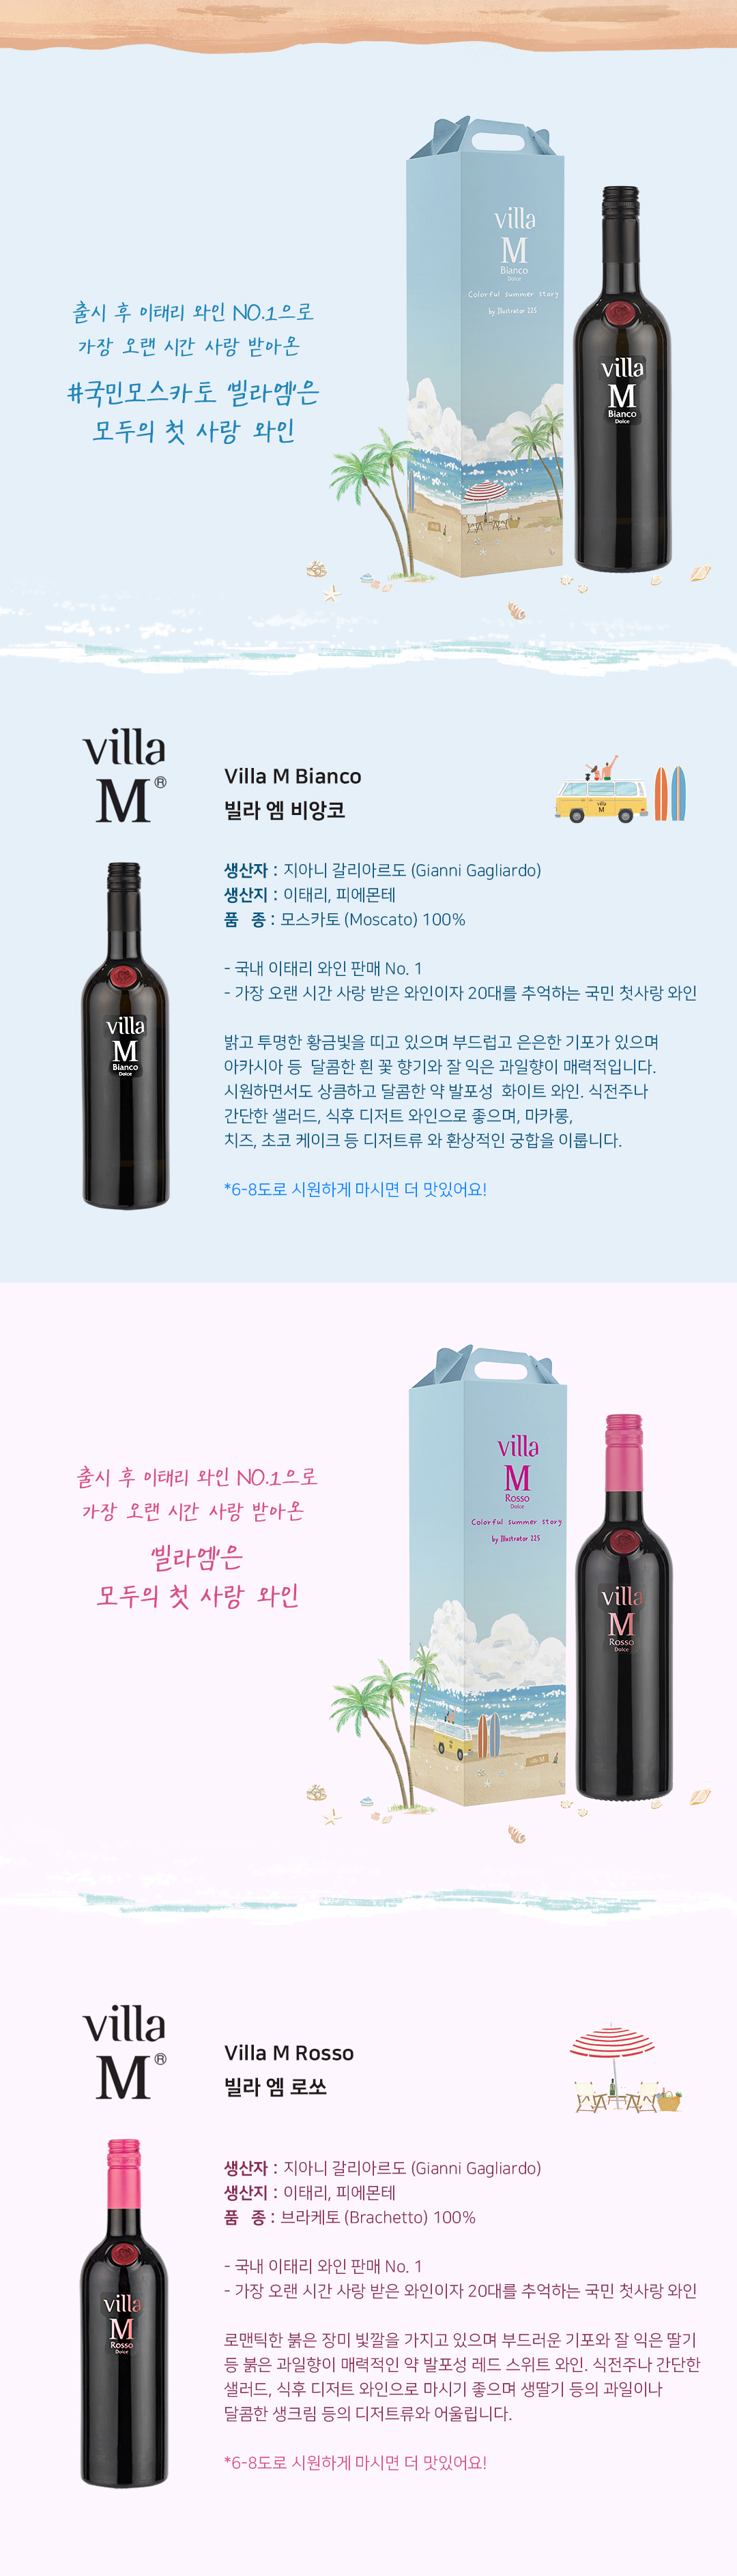 villa
M
Bianco
Dolce
Colorful summer story
by Illustrator 225
villa
M
Bianco
Dolce
출시 후 이태리 와인 NO.1으로
가장 오랜 시간 사랑 받아온
#국민모스카토 '빌라엠'은
모두의 첫 사랑 와인
villa
M®
Villa M Bianco
빌라 엠 비앙코
villa
M
생산자 : 지아니 갈리아르도 (Gianni Gagliardo)
생산지 : 이태리, 피에몬테
품 종 : 모스카토 (Moscato) 100%
- 국내 이태리 와인 판매 No. 1
- 가장 오랜 시간 사랑 받은 와인이자 20대를 추억하는 국민 첫사랑 와인
villa
M
Bianco
Dolce
밝고 투명한 황금빛을 띠고 있으며 부드럽고 은은한 기포가 있으며
아카시아 등 달콤한 흰 꽃 향기와 잘 익은 과일향이 매력적입니다.
시원하면서도 상큼하고 달콤한 약 발포성 화이트 와인. 식전주나
간단한 샐러드, 식후 디저트 와인으로 좋으며, 마카롱,
치즈, 초코 케이크 등 디저트류 와 환상적인 궁합을 이룹니다.
*6-8도로 시원하게 마시면 더 맛있어요!
villa
M
Rosso
Dolce
Colorful summer story
by Illustrator 225
villa
M
Rosso
Dolce
출시 후 이태리 와인 NO.1으로
가장 오랜 시간 사랑 받아온
'빌라엠'은
모두의 첫 사랑 와인
villa M
villa
M®
Villa M Rosso
빌라 엠 로쏘
생산자 : 지아니 갈리아르도 (Gianni Gagliardo)
생산지 : 이태리, 피에몬테
품 종 : 브라케토 (Brachetto) 100%
- 국내 이태리 와인 판매 No. 1
- 가장 오랜 시간 사랑 받은 와인이자 20대를 추억하는 국민 첫사랑 와인
villa
M
Rosso
Dolce
로맨틱한 붉은 장미 빛깔을 가지고 있으며 부드러운 기포와 잘 익은 딸기
등 붉은 과일향이 매력적인 약 발포성 레드 스위트 와인. 식전주나 간단한
샐러드, 식후 디저트 와인으로 마시기 좋으며 생딸기 등의 과일이나
달콤한 생크림 등의 디저트류와 어울립니다.
*6-8도로 시원하게 마시면 더 맛있어요!